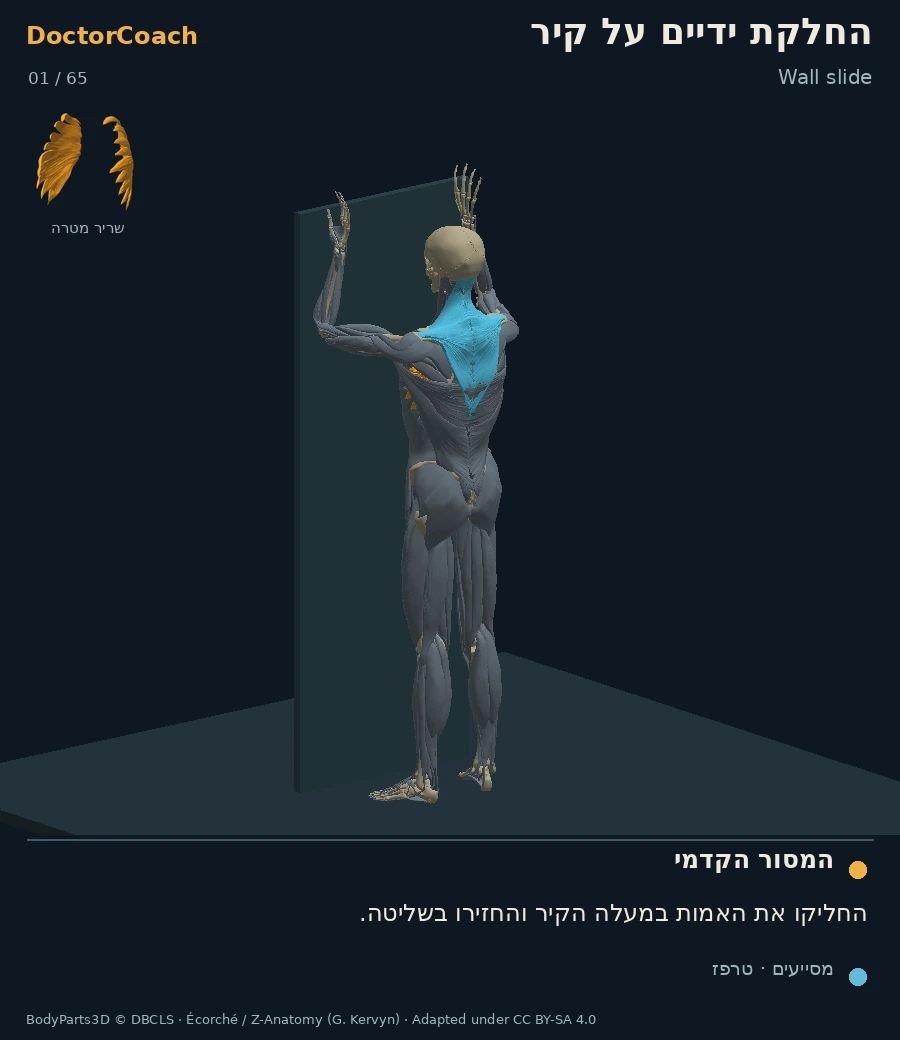 DoctorCoach
החלקת ידיים על קיר
01 / 65
Wall slide
שריר מטרה
המסור הקדמי
החליקו את האמות במעלה הקיר והחזירו בשליטה.
מסייעים · טרפז
BodyParts3D © DBCLS · Écorché / Z-Anatomy (G. Kervyn) · Adapted under CC BY-SA 4.0